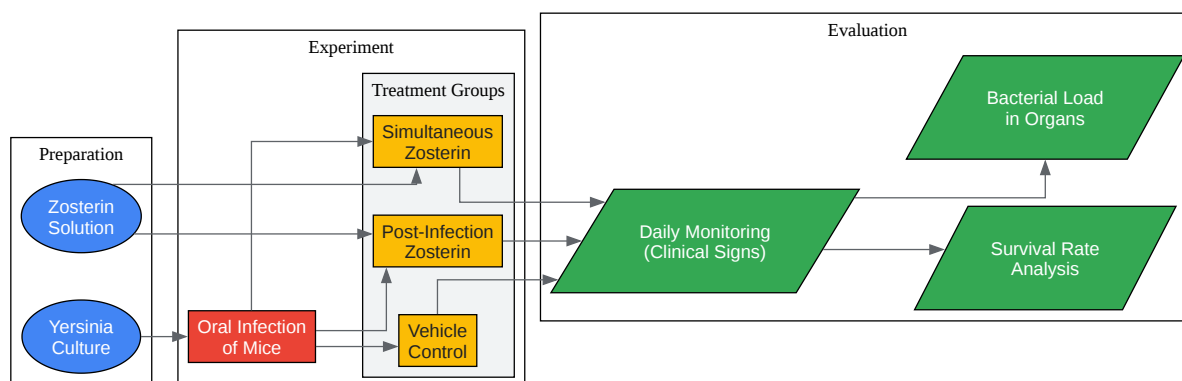 Preparation
Zosterin
Solution
Yersinia
Culture
Experiment
Oral Infection
of Mice
Treatment Groups
Simultaneous
Zosterin
Post-Infection
Zosterin
Vehicle
Control
Evaluation
Daily Monitoring
(Clinical Signs)
Bacterial Load
in Organs
Survival Rate
Analysis